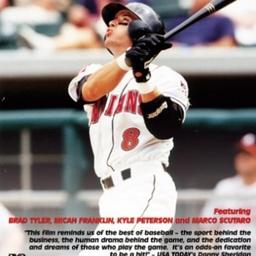 INDIANS
8
Featuring
BRAD TYLER, MICAH FRANKLIN, KYLE PETERSON and MARCO SCUTARO
"This Film reminds us of the best of baseball – the sport behind the
business, the human drama behind the game, and the dedication
and dreams of those who play the game. It's an odds-on favorite
to be a hit!" – USA TODAY's Danny Sheridan
DVD